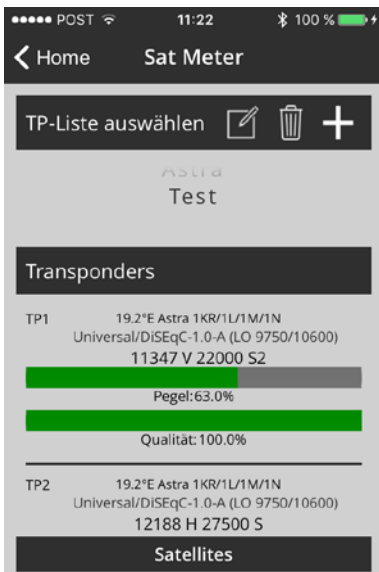 POST 11:22 100 %
Home Sat Meter
TP-Liste auswählen
Astra
Test
Transponders
TP1 19.2°E Astra 1KR/1L/1M/1N
Universal/DiSEqC-1.0-A (LO 9750/10600)
11347 V 22000 S2
Pegel:63.0%
Qualität:100.0%
TP2 19.2°E Astra 1KR/1L/1M/1N
Universal/DiSEqC-1.0-A (LO 9750/10600)
12188 H 27500 S
Satellites